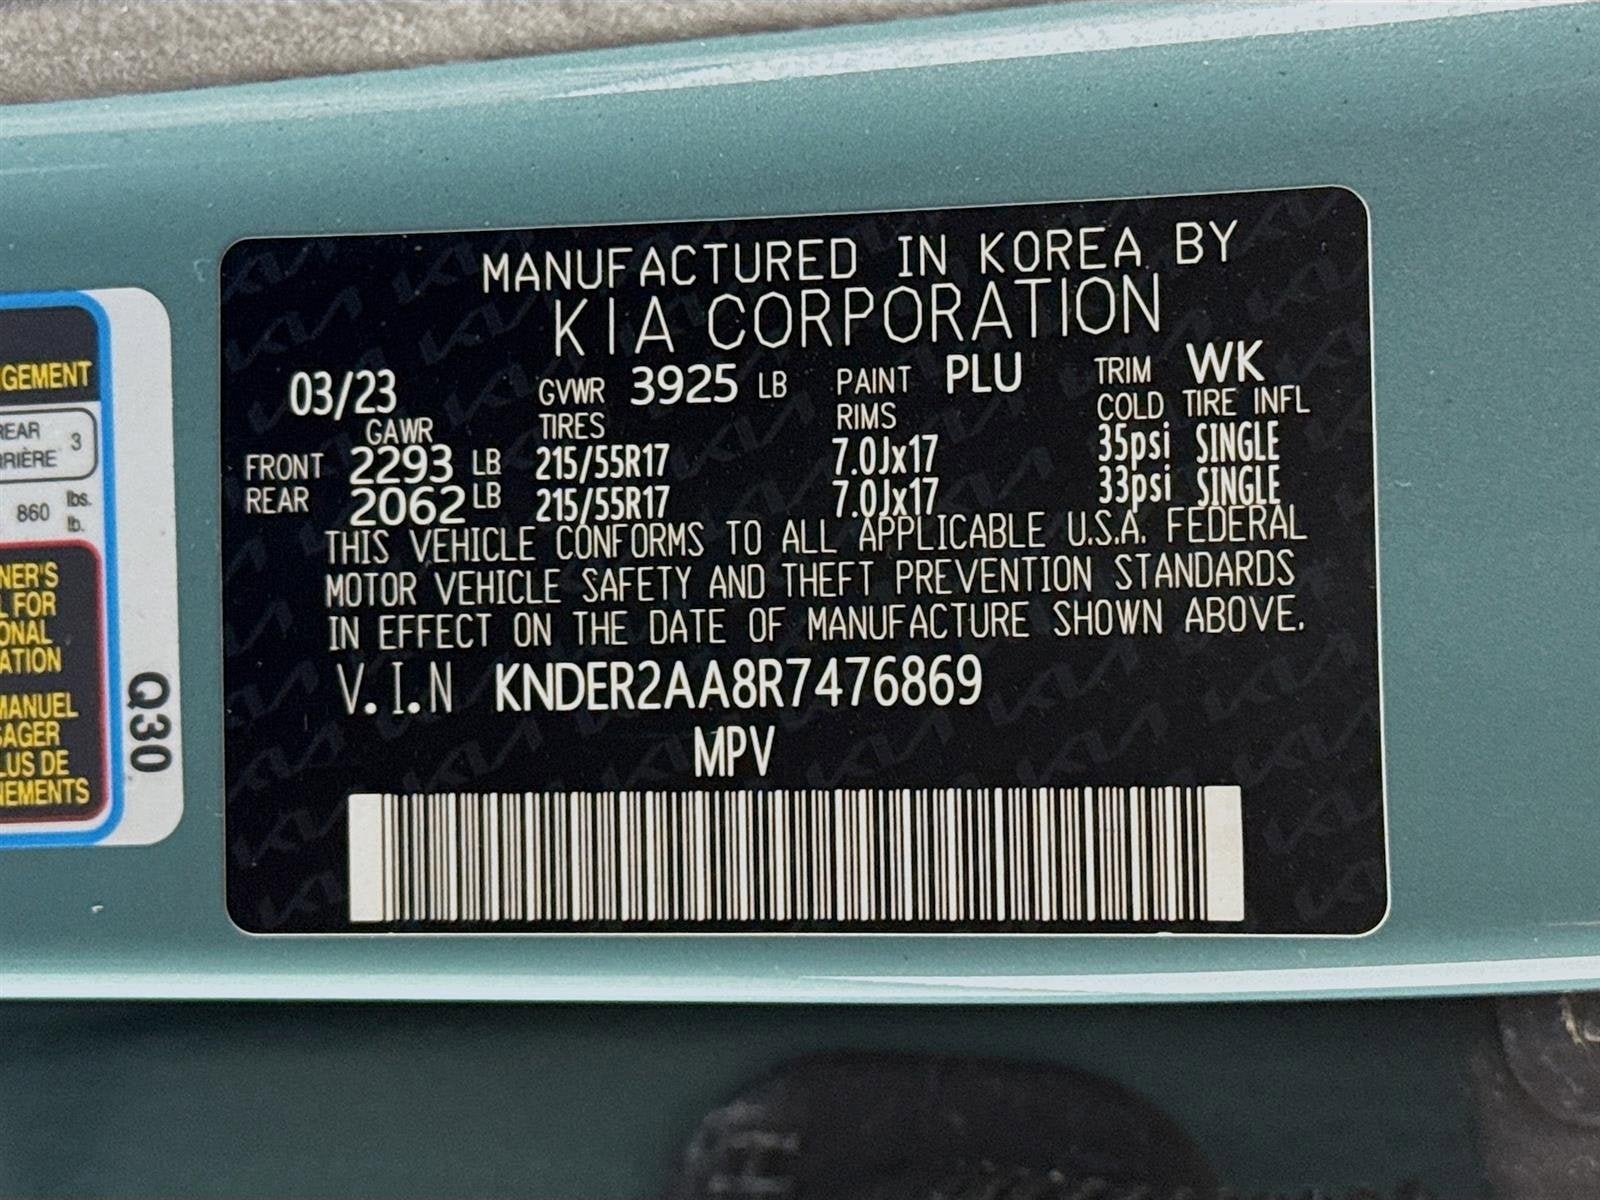 MANUFACTURED IN KOREA BY
KIA CORPORATION
03/23 GVWR 3925 LB PAINT PLU TRIM WK
GAWR TIRES RIMS COLD TIRE INFL
FRONT 2293 LB 215/55R17 7.0Jx17 35psi SINGLE
REAR 2062 LB 215/55R17 7.0Jx17 33psi SINGLE
THIS VEHICLE CONFORMS TO ALL APPLICABLE U.S.A. FEDERAL
MOTOR VEHICLE SAFETY AND THEFT PREVENTION STANDARDS
IN EFFECT ON THE DATE OF MANUFACTURE SHOWN ABOVE.
V.I.N KNDER2AA8R7476869
MPV
GEMENT
REAR 3
RIÈRE
860 lbs.
lb.
NER'S
L FOR
ONAL
ATION
MANUEL
SAGER
LUS DE
NEMENTS
Q30